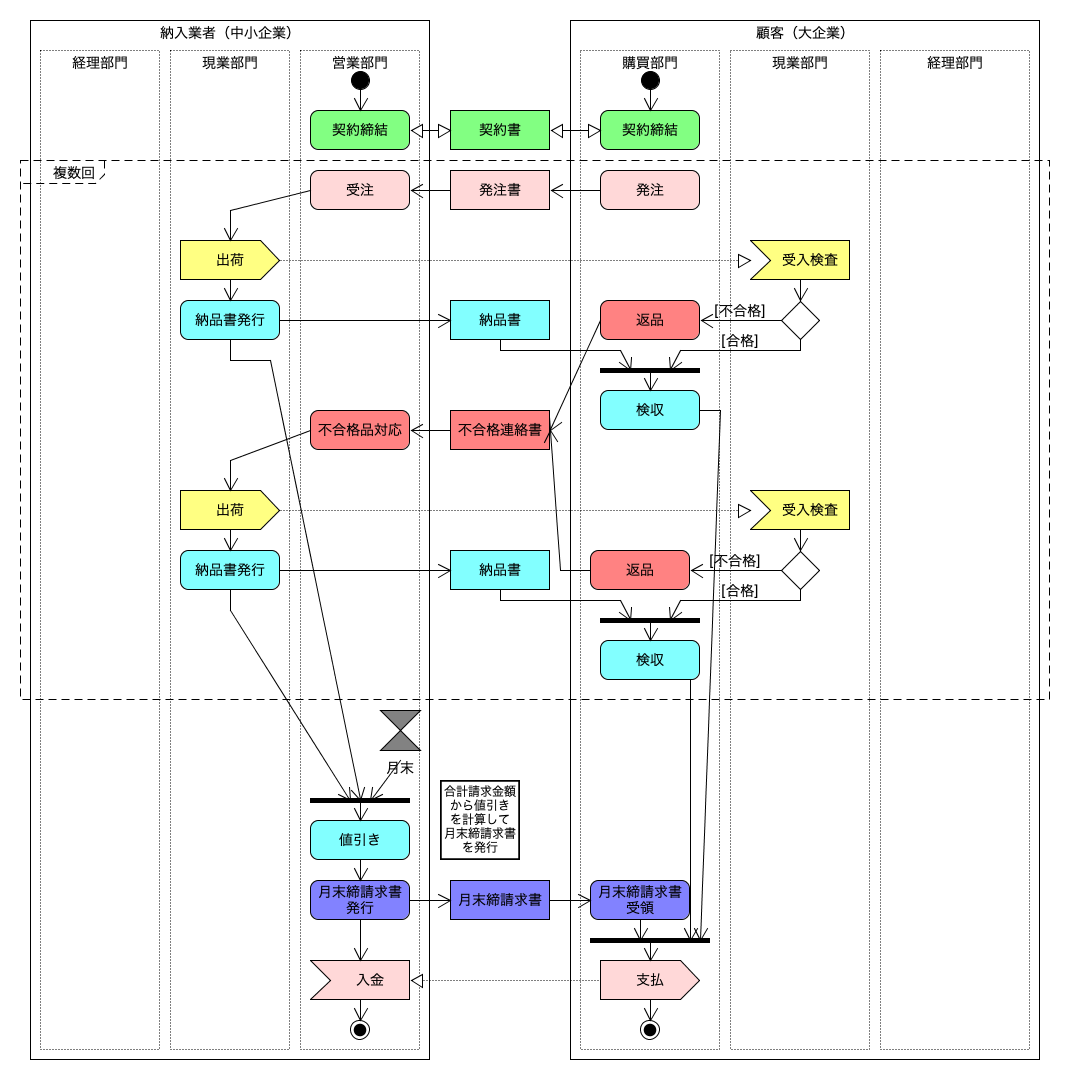 納入業者（中小企業）
顧客（大企業）
経理部門
現業部門
営業部門
購買部門
現業部門
経理部門
契約締結
契約書
契約締結
複数回
受注
発注書
発注
出荷
受入検査
納品書発行
納品書
返品
[不合格]
[合格]
検収
不合格品対応
不合格連絡書
出荷
受入検査
納品書発行
納品書
返品
[不合格]
[合格]
検収
月末
合計請求金額
から値引き
を計算して
月末締請求書
を発行
値引き
月末締請求書
発行
月末締請求書
月末締請求書
受領
入金
支払